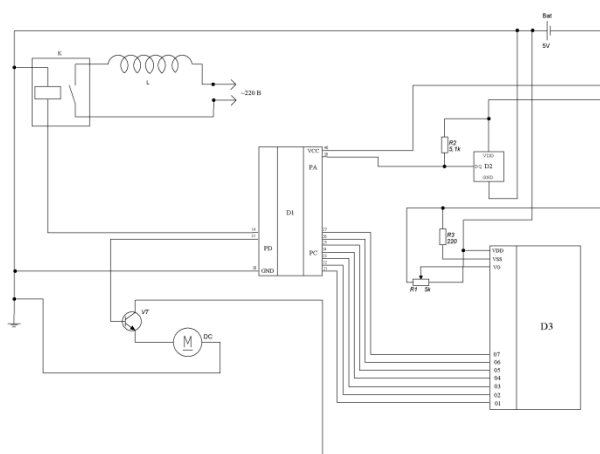 Bat
5V
K
L
~220 В
R2
5,1k
VCC
PA
VDD
DQ
D2
GND
D1
R3
220
VDD
VSS
VO
PD
PC
GND
R1 5k
VT
DC
M
D3
07
06
05
04
03
02
01